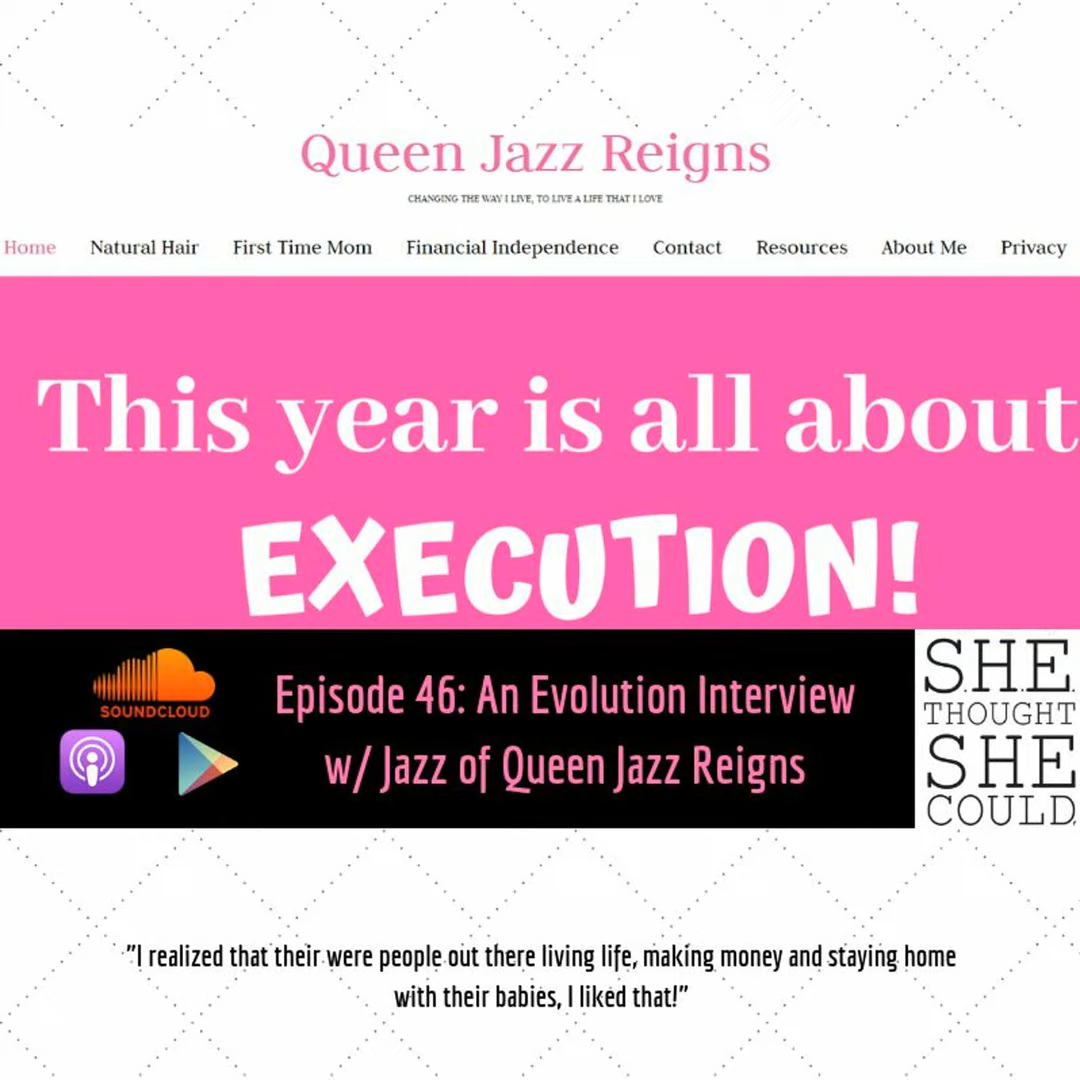 Queen Jazz Reigns
CHANGING THE WAY I LIVE, TO LIVE A LIFE THAT I LOVE
Home Natural Hair First Time Mom Financial Independence Contact Resources About Me Privacy
This year is all about
EXECUTION!
SOUNDCLOUD
Episode 46: An Evolution Interview
w/ Jazz of Queen Jazz Reigns
S.H.E.
THOUGHT
SHE
COULD.
"I realized that their were people out there living life, making money and staying home
with their babies, I liked that!"